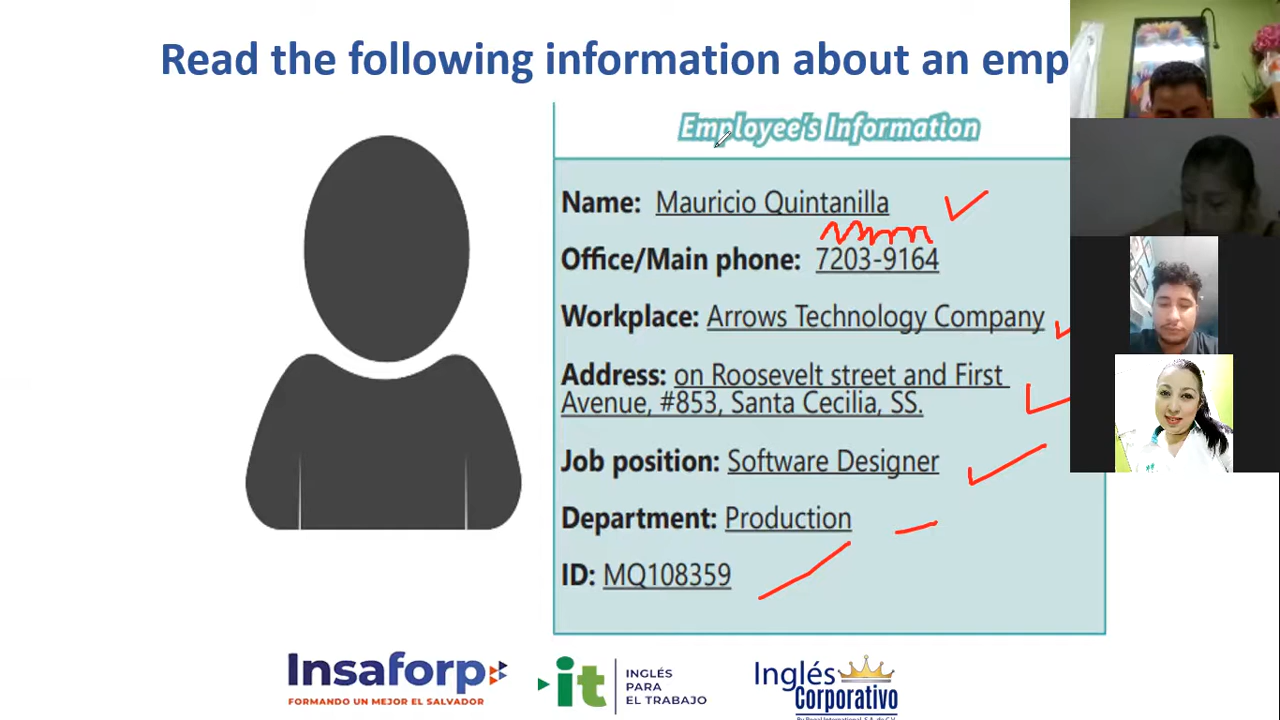 Read the following information about an emp
Employee's Information
Name: Mauricio Quintanilla
Office/Main phone: 7203-9164
Workplace: Arrows Technology Company
Address: on Roosevelt street and First
Avenue, #853, Santa Cecilia, SS.
Job position: Software Designer
Department: Production
ID: MQ108359
Insaforp
FORMANDO UN MEJOR EL SALVADOR
it
INGLÉS
PARA
EL TRABAJO
Inglés
Corporativo